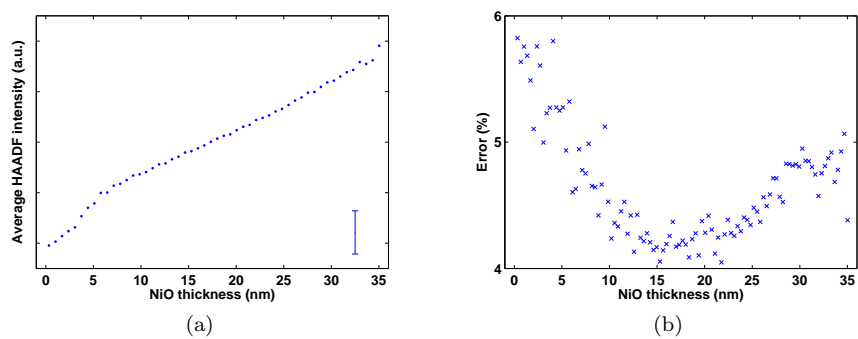 Average HAADF intensity (a.u.)
0 5 10 15 20 25 30 35
NiO thickness (nm)
(a)
Error (%)
6
5
4
0 5 10 15 20 25 30 35
NiO thickness (nm)
(b)